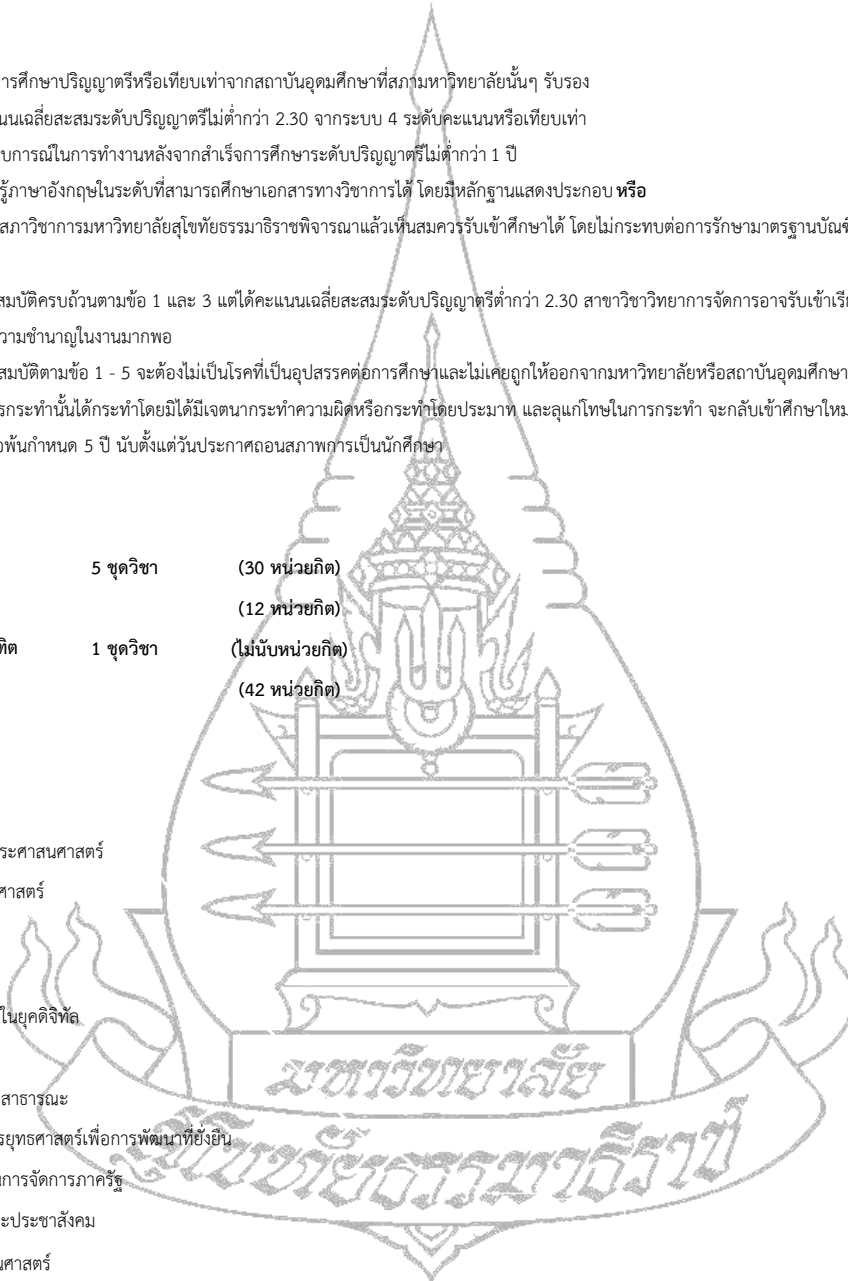 ารศึกษาปริญญาตรีหรือเทียบเท่าจากสถาบันอุดมศึกษาที่สภามหาวิทยาลัยนั้นๆ รับรอง
นนเฉลี่ยสะสมระดับปริญญาตรีไม่ต่ำกว่า 2.30 จากระบบ 4 ระดับคะแนนหรือเทียบเท่า
บการณ์ในการทำงานหลังจากสำเร็จการศึกษาระดับปริญญาตรีไม่ต่ำกว่า 1 ปี
รู้ภาษาอังกฤษในระดับที่สามารถศึกษาเอกสารทางวิชาการได้ โดยมีหลักฐานแสดงประกอบ หรือ
สภาวิชาการมหาวิทยาลัยสุโขทัยธรรมาธิราชพิจารณาแล้วเห็นสมควรรับเข้าศึกษาได้ โดยไม่กระทบต่อการรักษามาตรฐานบัณฑิ
สมบัติครบถ้วนตามข้อ 1 และ 3 แต่ได้คะแนนเฉลี่ยสะสมระดับปริญญาตรีต่ำกว่า 2.30 สาขาวิชาวิทยาการจัดการอาจรับเข้าเรีย
วามชำนาญในงานมากพอ
สมบัติตามข้อ 1 - 5 จะต้องไม่เป็นโรคที่เป็นอุปสรรคต่อการศึกษาและไม่เคยถูกให้ออกจากมหาวิทยาลัยหรือสถาบันอุดมศึกษา
รกระทำนั้นได้กระทำโดยมิได้มีเจตนากระทำความผิดหรือกระทำโดยประมาท และลุแก่โทษในการกระทำ จะกลับเข้าศึกษาใหม
อพ้นกำหนด 5 ปี นับตั้งแต่วันประกาศถอนสภาพการเป็นนักศึกษา
5 ชุดวิชา (30 หน่วยกิต)
(12 หน่วยกิต)
ทิต 1 ชุดวิชา (ไม่นับหน่วยกิต)
(42 หน่วยกิต)
ระศาสนศาสตร์
ศาสตร์
ในยุคดิจิทัล
สาธารณะ
รยุทธศาสตร์เพื่อการพัฒนาที่ยั่งยืน
นการจัดการภาครัฐ
ะประชาสังคม
นศาสตร์
มหาวิทยาลัย
สุโขทัยธรรมาธิราช